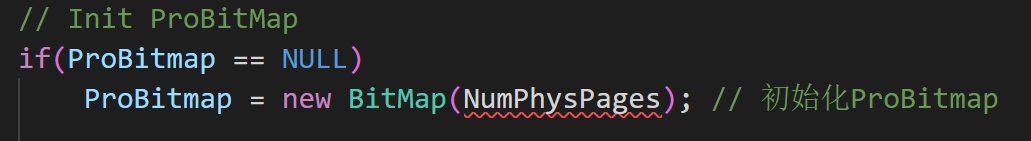 // Init ProBitMap
if(ProBitmap == NULL)
ProBitmap = new BitMap(NumPhysPages); // 初始化ProBitmap